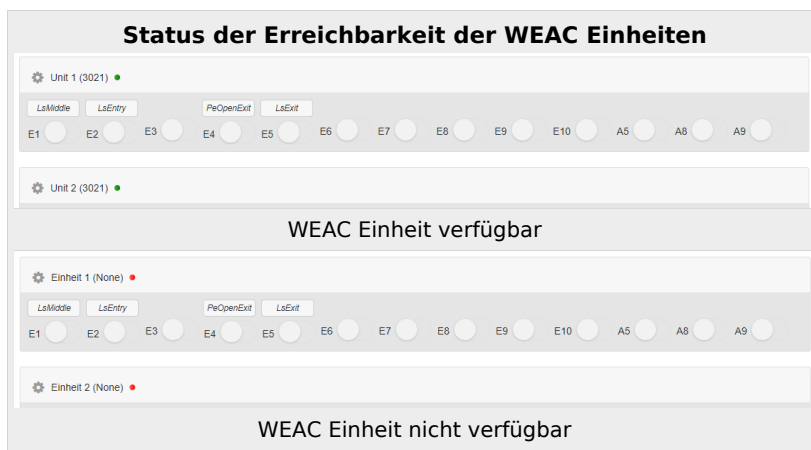 Status der Erreichbarkeit der WEAC Einheiten
Unit 1 (3021)
LsMiddle LsEntry PeOpenExit LsExit
E1 E2 E3 E4 E5 E6 E7 E8 E9 E10 A5 A8 A9
Unit 2 (3021)
WEAC Einheit verfügbar
Einheit 1 (None)
LsMiddle LsEntry PeOpenExit LsExit
E1 E2 E3 E4 E5 E6 E7 E8 E9 E10 A5 A8 A9
Einheit 2 (None)
WEAC Einheit nicht verfügbar